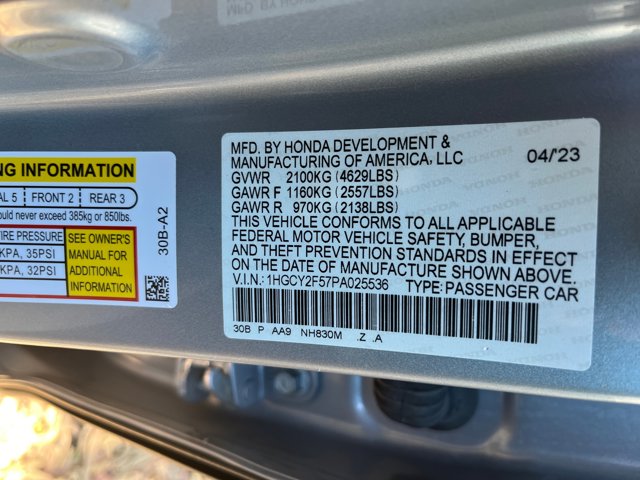 NG INFORMATION
AL 5 FRONT 2 REAR 3
ould never exceed 385kg or 850lbs.
IRE PRESSURE
KPA, 35PSI
KPA, 32PSI
SEE OWNER'S
MANUAL FOR
ADDITIONAL
INFORMATION
30B-A2
MFD. BY HONDA DEVELOPMENT &
MANUFACTURING OF AMERICA, LLC 04/'23
GVWR 2100KG (4629LBS)
GAWR F 1160KG (2557LBS)
GAWR R 970KG (2138LBS)
THIS VEHICLE CONFORMS TO ALL APPLICABLE
FEDERAL MOTOR VEHICLE SAFETY, BUMPER,
AND THEFT PREVENTION STANDARDS IN EFFECT
ON THE DATE OF MANUFACTURE SHOWN ABOVE.
V.I.N.: 1HGCY2F57PA025536 TYPE: PASSENGER CAR
30B P AA9 NH830M .Z .A